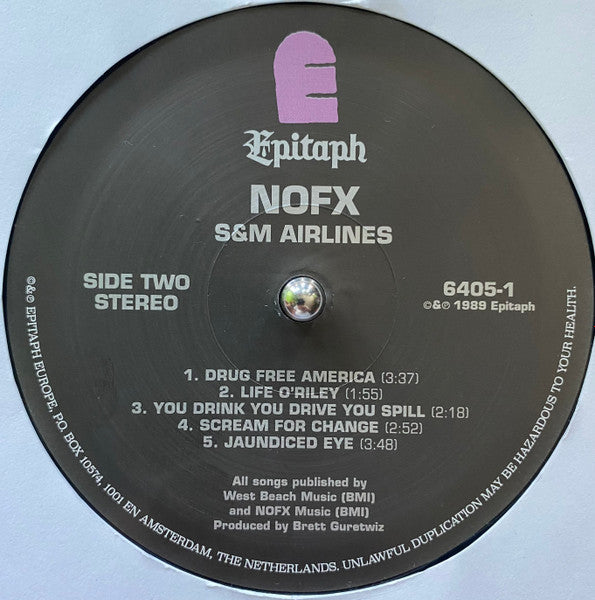 E
Epitaph
NOFX
S&M AIRLINES
SIDE TWO
STEREO
6405-1
©&℗ 1989 Epitaph
1. DRUG FREE AMERICA (3:37)
2. LIFE O'RILEY (1:55)
3. YOU DRINK YOU DRIVE YOU SPILL (2:18)
4. SCREAM FOR CHANGE (2:52)
5. JAUNDICED EYE (3:48)
All songs published by
West Beach Music (BMI)
and NOFX Music (BMI)
Produced by Brett Guretwiz
©&℗ EPITAPH EUROPE, P.O. BOX 10574, 1001 EN AMSTERDAM, THE NETHERLANDS. UNLAWFUL DUPLICATION MAY BE HAZARDOUS TO YOUR HEALTH.